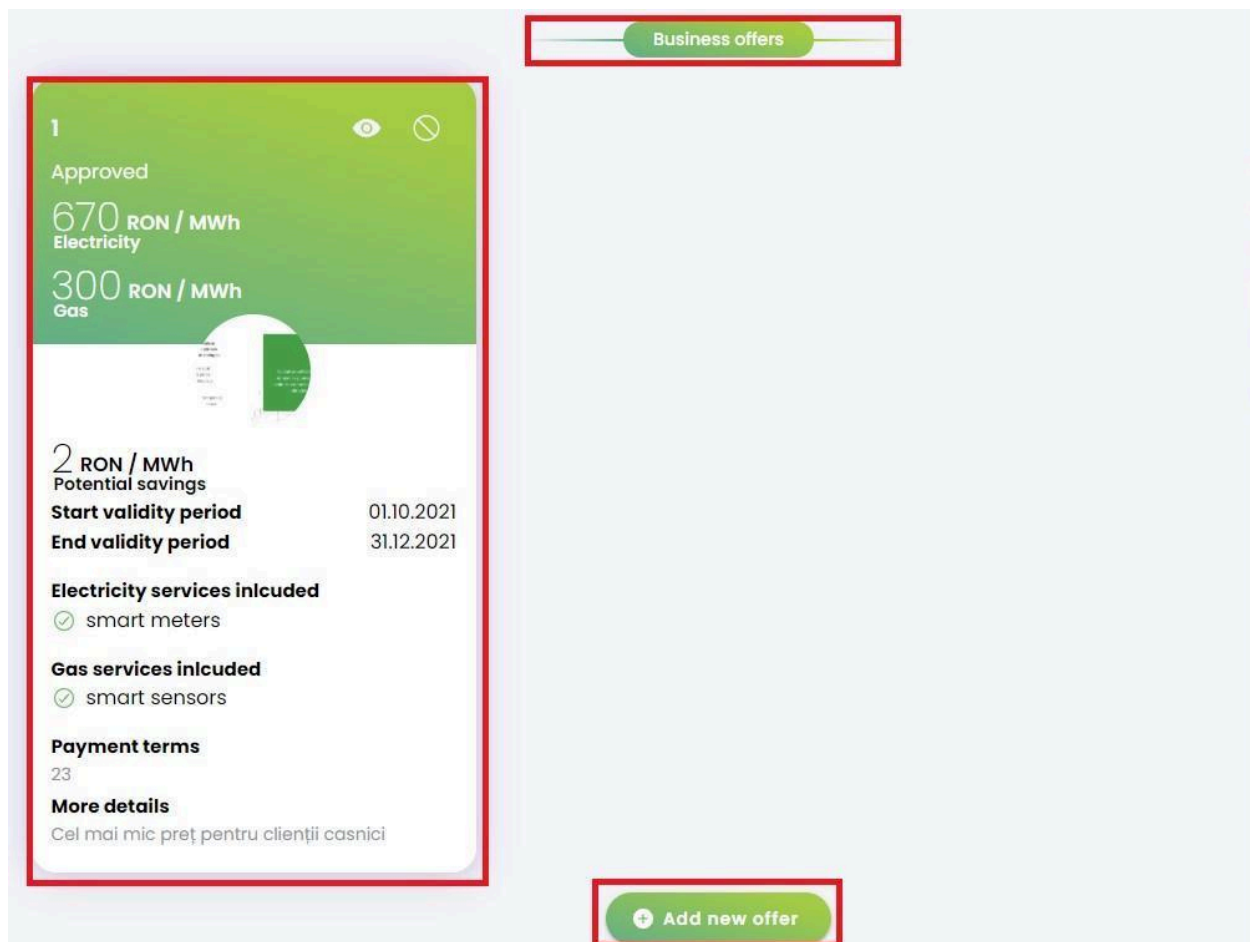 Business offers
1
Approved
670 RON / MWh
Electricity
300 RON / MWh
Gas
2 RON / MWh
Potential savings
Start validity period 01.10.2021
End validity period 31.12.2021
Electricity services inlcuded
smart meters
Gas services inlcuded
smart sensors
Payment terms
23
More details
Cel mai mic preț pentru clienții casnici
Add new offer